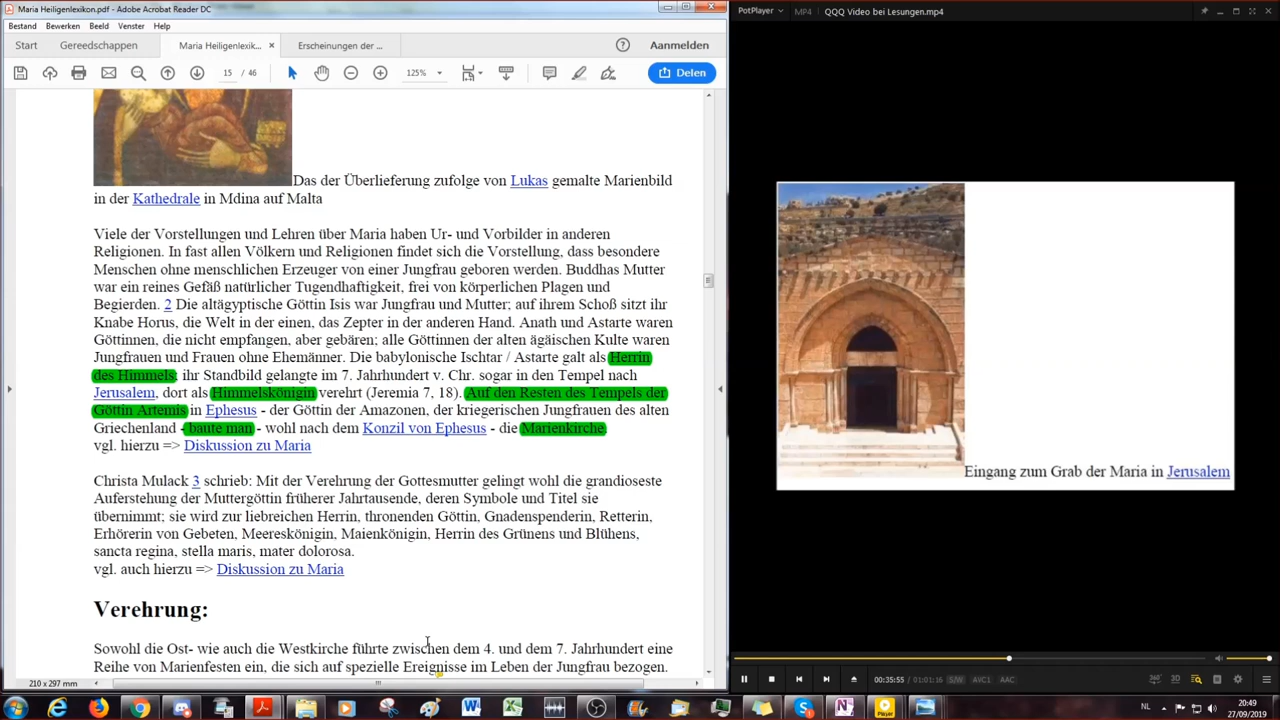 Maria Heiligenlexikon.pdf - Adobe Acrobat Reader DC
Bestand Bewerken Beeld Venster Help
Start Gereedschappen Maria Heiligenlexik... × Erscheinungen der ... Aanmelden
15 / 46 125% Delen
Das der Überlieferung zufolge von Lukas gemalte Marienbild
in der Kathedrale in Mdina auf Malta
Viele der Vorstellungen und Lehren über Maria haben Ur- und Vorbilder in anderen
Religionen. In fast allen Völkern und Religionen findet sich die Vorstellung, dass besondere
Menschen ohne menschlichen Erzeuger von einer Jungfrau geboren werden. Buddhas Mutter
war ein reines Gefäß natürlicher Tugendhaftigkeit, frei von körperlichen Plagen und
Begierden. 2 Die altägyptische Göttin Isis war Jungfrau und Mutter; auf ihrem Schoß sitzt ihr
Knabe Horus, die Welt in der einen, das Zepter in der anderen Hand. Anath und Astarte waren
Göttinnen, die nicht empfangen, aber gebären; alle Göttinnen der alten ägäischen Kulte waren
Jungfrauen und Frauen ohne Ehemänner. Die babylonische Ischtar / Astarte galt als Herrin
des Himmels; ihr Standbild gelangte im 7. Jahrhundert v. Chr. sogar in den Tempel nach
Jerusalem, dort als Himmelskönigin verehrt (Jeremia 7, 18). Auf den Resten des Tempels der
Göttin Artemis in Ephesus - der Göttin der Amazonen, der kriegerischen Jungfrauen des alten
Griechenland - baute man - wohl nach dem Konzil von Ephesus - die Marienkirche.
vgl. hierzu => Diskussion zu Maria
Christa Mulack 3 schrieb: Mit der Verehrung der Gottesmutter gelingt wohl die grandioseste
Auferstehung der Muttergöttin früherer Jahrtausende, deren Symbole und Titel sie
übernimmt; sie wird zur liebreichen Herrin, thronenden Göttin, Gnadenspenderin, Retterin,
Erhörerin von Gebeten, Meereskönigin, Maienkönigin, Herrin des Grünens und Blühens,
sancta regina, stella maris, mater dolorosa.
vgl. auch hierzu => Diskussion zu Maria
Verehrung:
Sowohl die Ost- wie auch die Westkirche führte zwischen dem 4. und dem 7. Jahrhundert eine
Reihe von Marienfesten ein, die sich auf spezielle Ereignisse im Leben der Jungfrau bezogen.
210 x 297 mm
PotPlayer MP4 QQQ Video bei Lesungen.mp4
Eingang zum Grab der Maria in Jerusalem
00:35:55 / 01:01:16 S/W AVC1 AAC 360° 3D
NL 20:49
27/09/2019